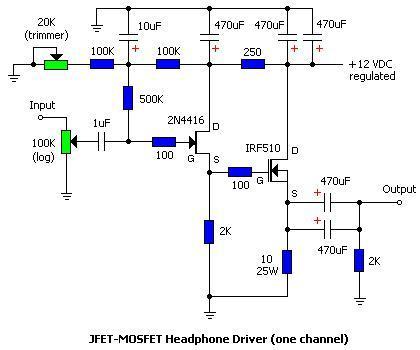 20K
(trimmer)
10uF
470uF
470uF
470uF
+
+
+
+
100K
100K
250
+12 VDC
regulated
500K
Input
1uF
2N4416
D
G
S
100
100K
(log)
IRF510
D
G
S
100
470uF
+
Output
+
470uF
2K
10
25W
2K
JFET-MOSFET Headphone Driver (one channel)